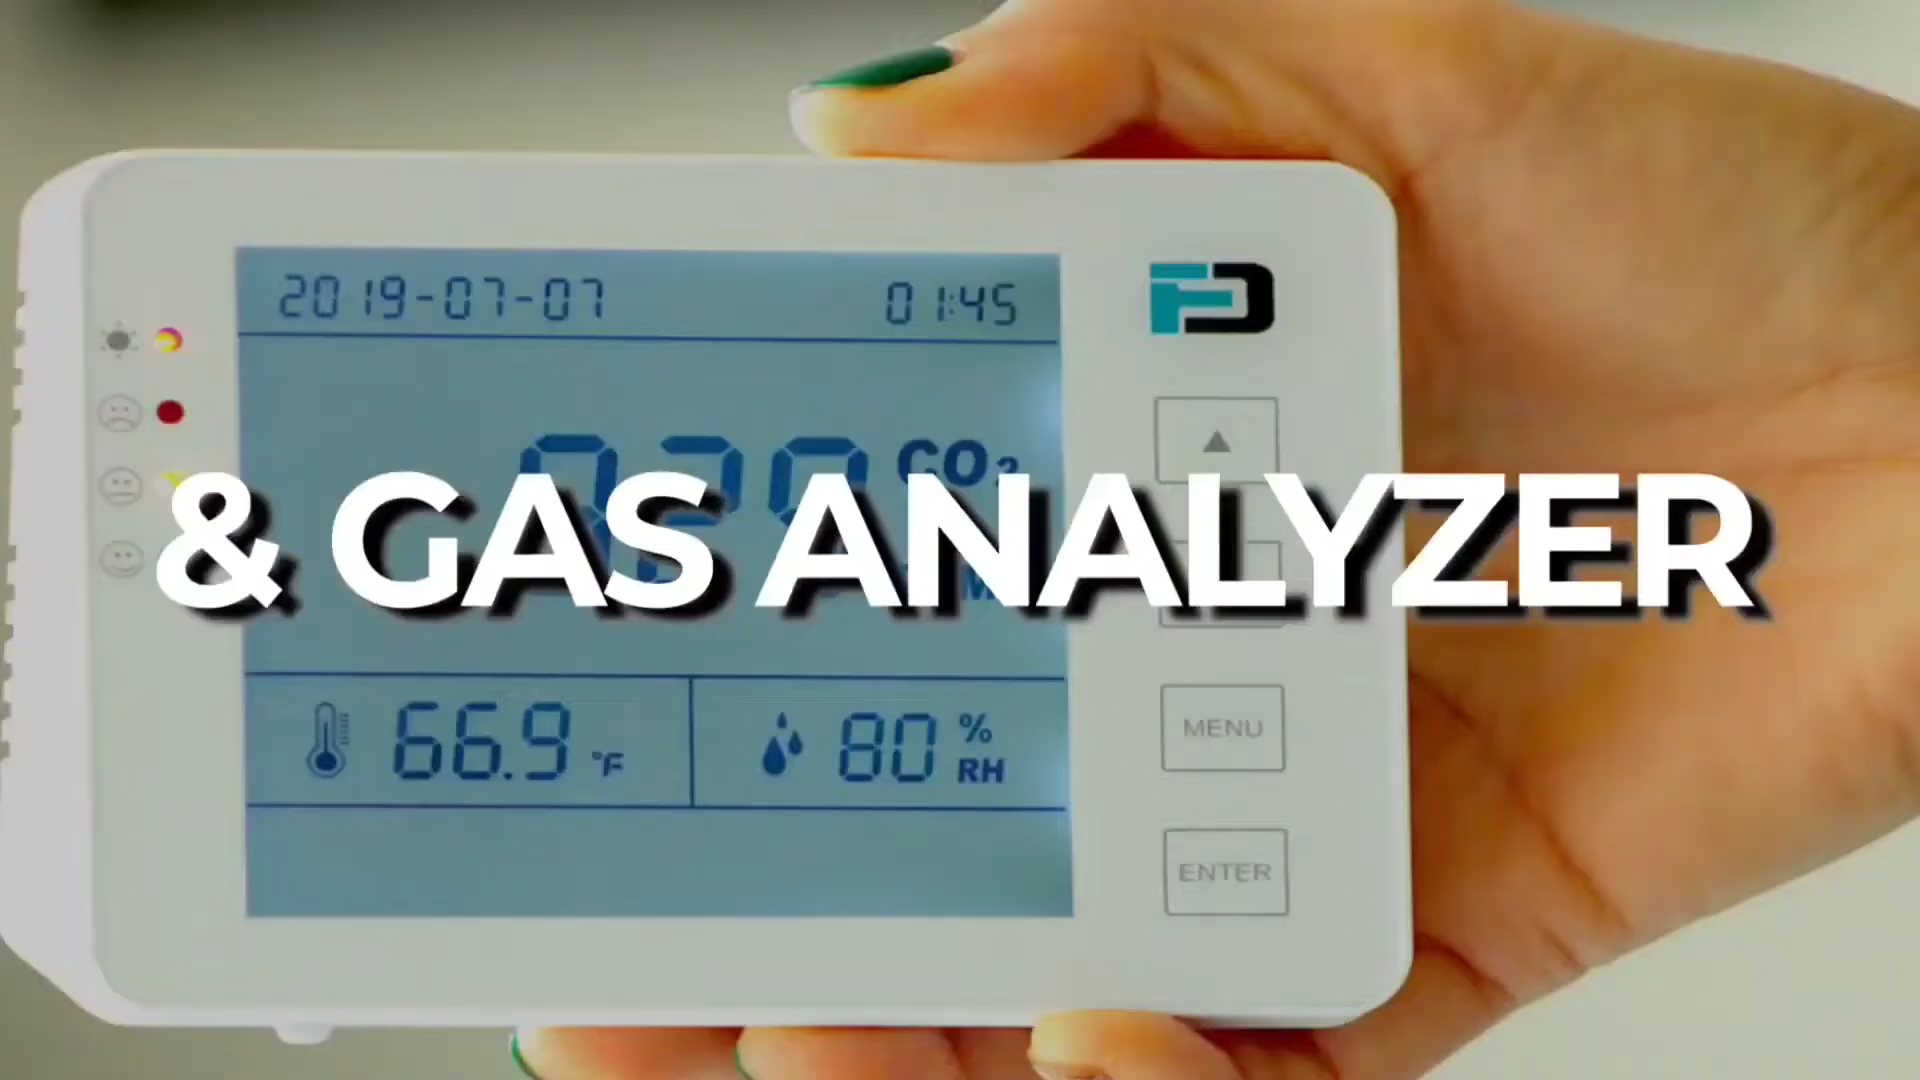 2019-07-07 01:45
CO₂
& GAS ANALYZER
66.9 °F
80 % RH
MENU
ENTER